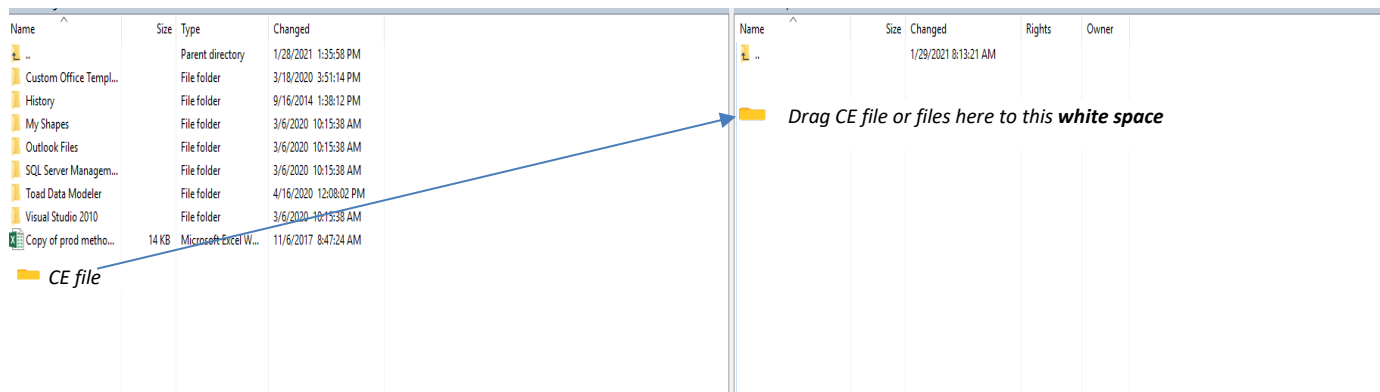 Name Size Type Changed
.. Parent directory 1/28/2021 1:35:58 PM
Custom Office Templ... File folder 3/18/2020 3:51:14 PM
History File folder 9/16/2014 1:38:12 PM
My Shapes File folder 3/6/2020 10:15:38 AM
Outlook Files File folder 3/6/2020 10:15:38 AM
SQL Server Managem... File folder 3/6/2020 10:15:38 AM
Toad Data Modeler File folder 4/16/2020 12:08:02 PM
Visual Studio 2010 File folder 3/6/2020 10:15:38 AM
Copy of prod metho... 14 KB Microsoft Excel W... 11/6/2017 8:47:24 AM
CE file
Name Size Changed Rights Owner
.. 1/29/2021 8:13:21 AM
Drag CE file or files here to this white space